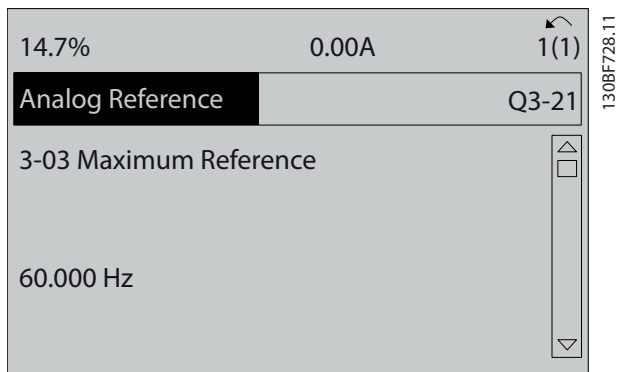 14.7% 0.00A 1(1)
Analog Reference Q3-21
3-03 Maximum Reference
60.000 Hz
130BF728.11